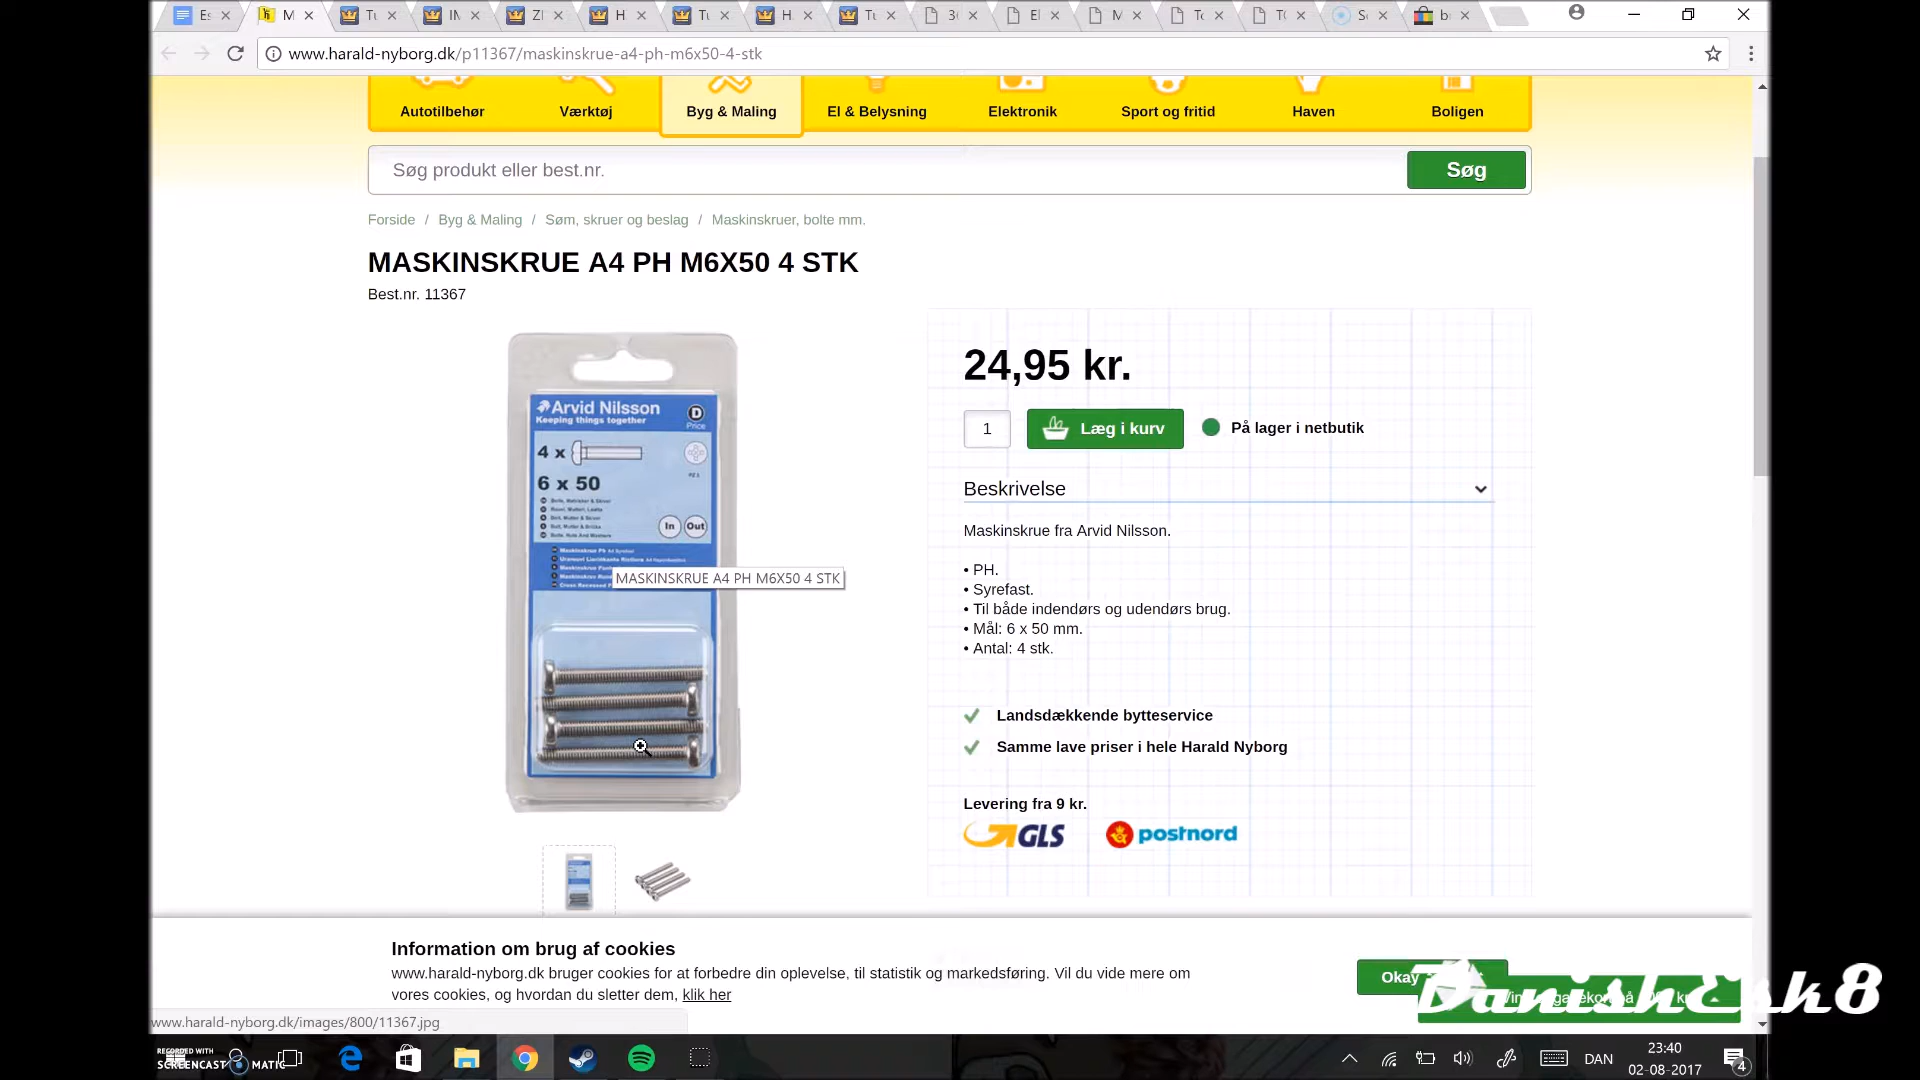 www.harald-nyborg.dk/p11367/maskinskrue-a4-ph-m6x50-4-stk
Autotilbehør
Værktøj
Byg & Maling
El & Belysning
Elektronik
Sport og fritid
Haven
Boligen
Søg produkt eller best.nr.
Søg
Forside / Byg & Maling / Søm, skruer og beslag / Maskinskruer, bolte mm.
MASKINSKRUE A4 PH M6X50 4 STK
Best.nr. 11367
Arvid Nilsson
Keeping things together
D
Price
4 x
6 x 50
In
Out
MASKINSKRUE A4 PH M6X50 4 STK
24,95 kr.
1
Læg i kurv
På lager i netbutik
Beskrivelse
Maskinskrue fra Arvid Nilsson.
• PH.
• Syrefast.
• Til både indendørs og udendørs brug.
• Mål: 6 x 50 mm.
• Antal: 4 stk.
Landsdækkende bytteservice
Samme lave priser i hele Harald Nyborg
Levering fra 9 kr.
GLS
postnord
Information om brug af cookies
www.harald-nyborg.dk bruger cookies for at forbedre din oplevelse, til statistik og markedsføring. Vil du vide mere om
vores cookies, og hvordan du sletter dem, klik her
Okay
DanishEsk8
www.harald-nyborg.dk/images/800/11367.jpg
RECORDED WITH
SCREENCAST MATIC
DAN
23:40
02-08-2017
4